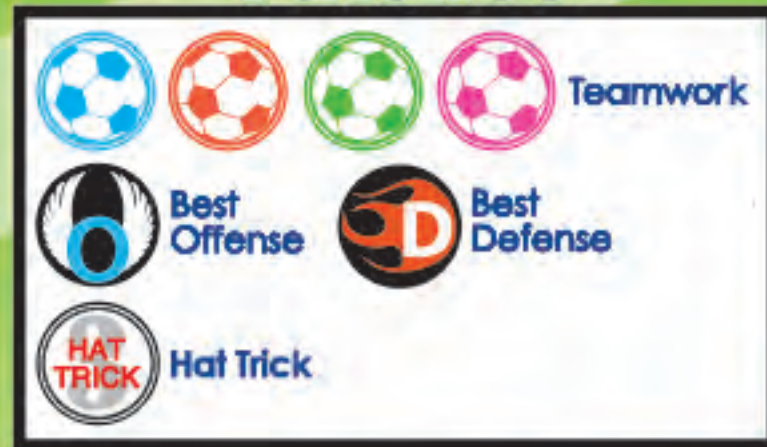 Teamwork
Best
Offense
D
Best
Defense
HAT
TRICK
Hat Trick